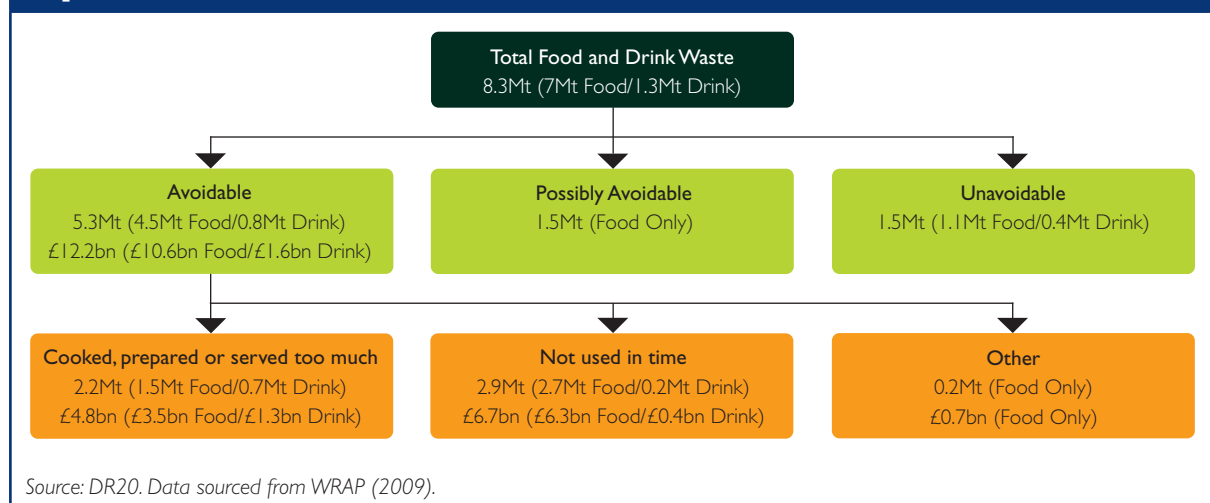 Total Food and Drink Waste
8.3Mt (7Mt Food/1.3Mt Drink)
Avoidable
5.3Mt (4.5Mt Food/0.8Mt Drink)
£12.2bn (£10.6bn Food/£1.6bn Drink)
Possibly Avoidable
1.5Mt (Food Only)
Unavoidable
1.5Mt (1.1Mt Food/0.4Mt Drink)
Cooked, prepared or served too much
2.2Mt (1.5Mt Food/0.7Mt Drink)
£4.8bn (£3.5bn Food/£1.3bn Drink)
Not used in time
2.9Mt (2.7Mt Food/0.2Mt Drink)
£6.7bn (£6.3bn Food/£0.4bn Drink)
Other
0.2Mt (Food Only)
£0.7bn (Food Only)
Source: DR20. Data sourced from WRAP (2009).